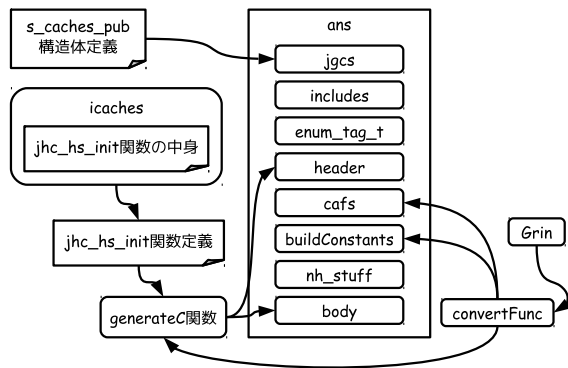 s_caches_pub
構造体定義
icaches
jhc_hs_init関数の中身
jhc_hs_init関数定義
generateC関数
ans
jgcs
includes
enum_tag_t
header
cafs
buildConstants
nh_stuff
body
Grin
convertFunc